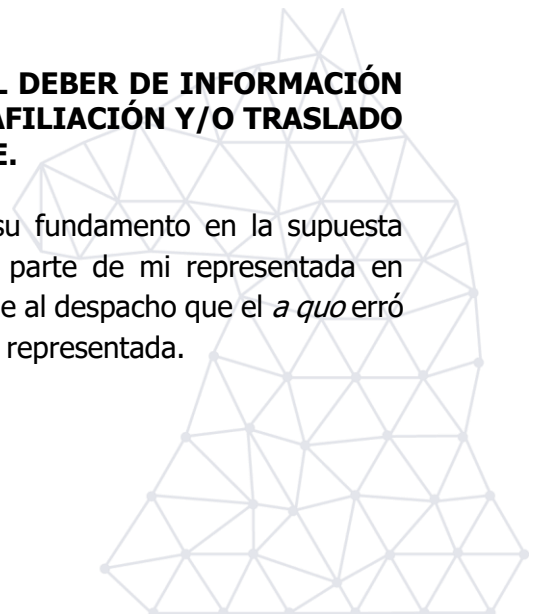 L DEBER DE INFORMACIÓN
AFILIACIÓN Y/O TRASLADO
E.
su fundamento en la supuesta
parte de mi representada en
e al despacho que el a quo erró
representada.